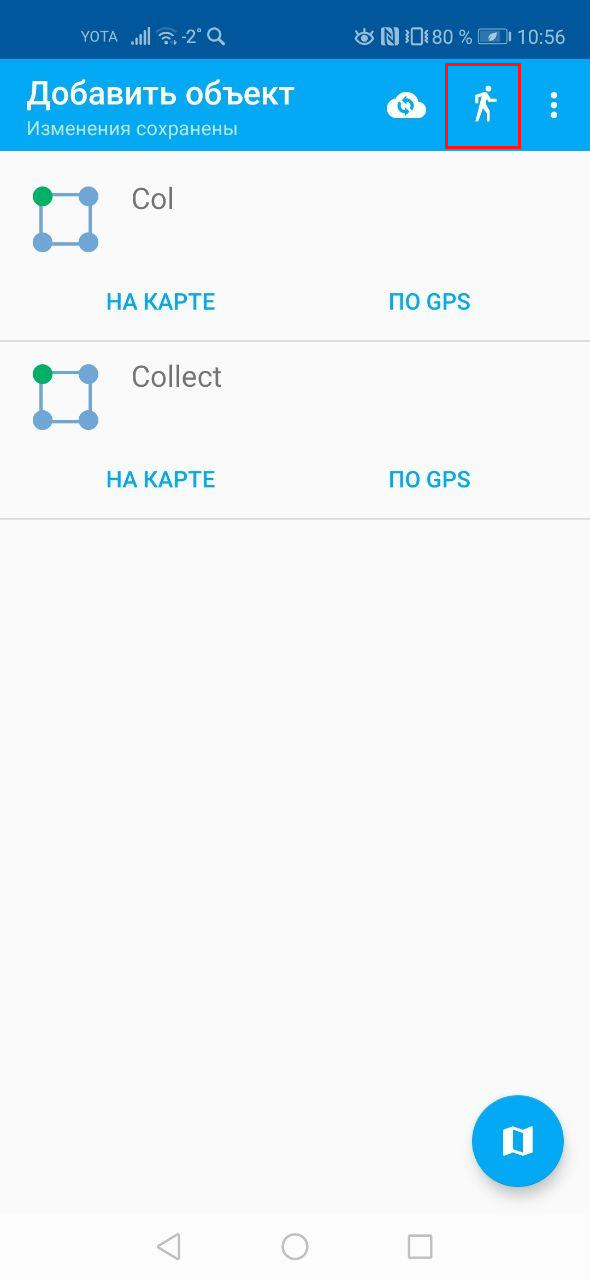 YOTA -2° 80 % 10:56
Добавить объект
Изменения сохранены
Col
НА КАРТЕ ПО GPS
Collect
НА КАРТЕ ПО GPS